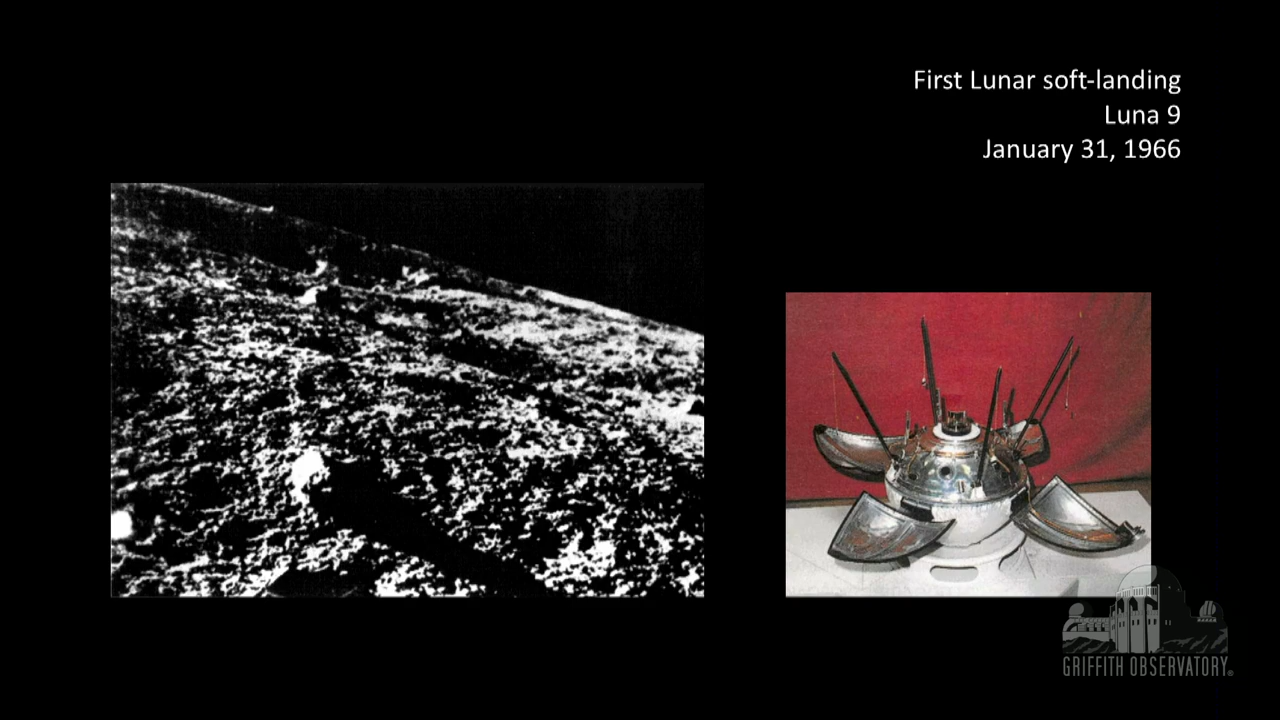 First Lunar soft-landing
Luna 9
January 31, 1966
GRIFFITH OBSERVATORY®